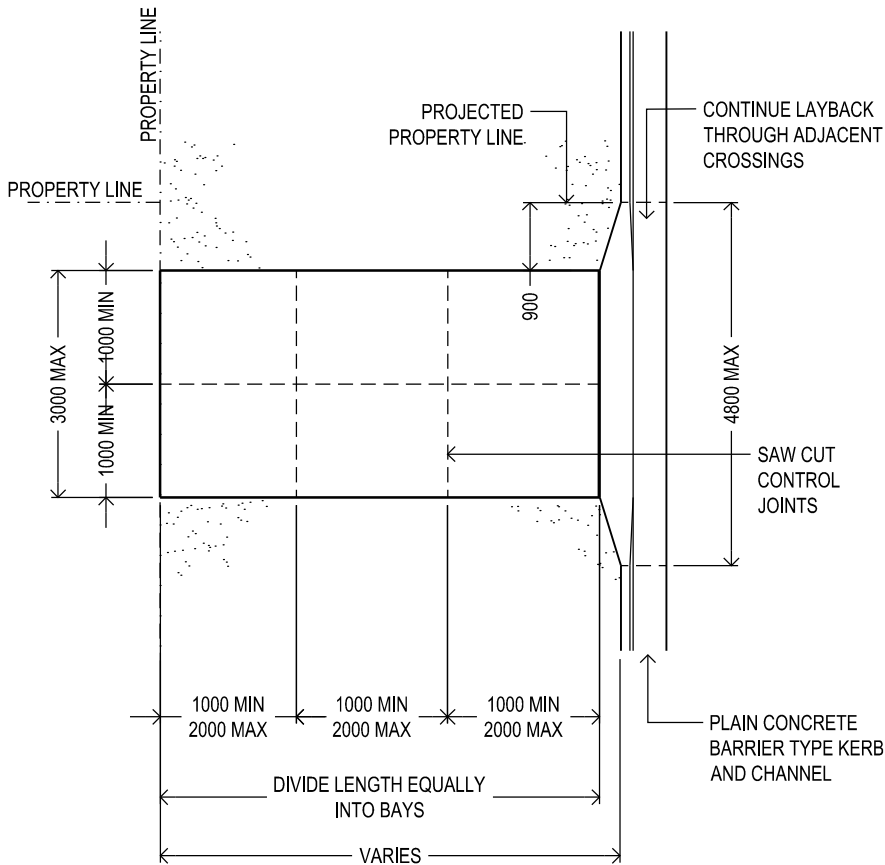 PROPERTY LINE
PROJECTED
PROPERTY LINE
CONTINUE LAYBACK
THROUGH ADJACENT
CROSSINGS
PROPERTY LINE
900
3000 MAX
1000 MIN
1000 MIN
4800 MAX
SAW CUT
CONTROL
JOINTS
1000 MIN
2000 MAX
1000 MIN
2000 MAX
1000 MIN
2000 MAX
PLAIN CONCRETE
BARRIER TYPE KERB
AND CHANNEL
DIVIDE LENGTH EQUALLY
INTO BAYS
VARIES